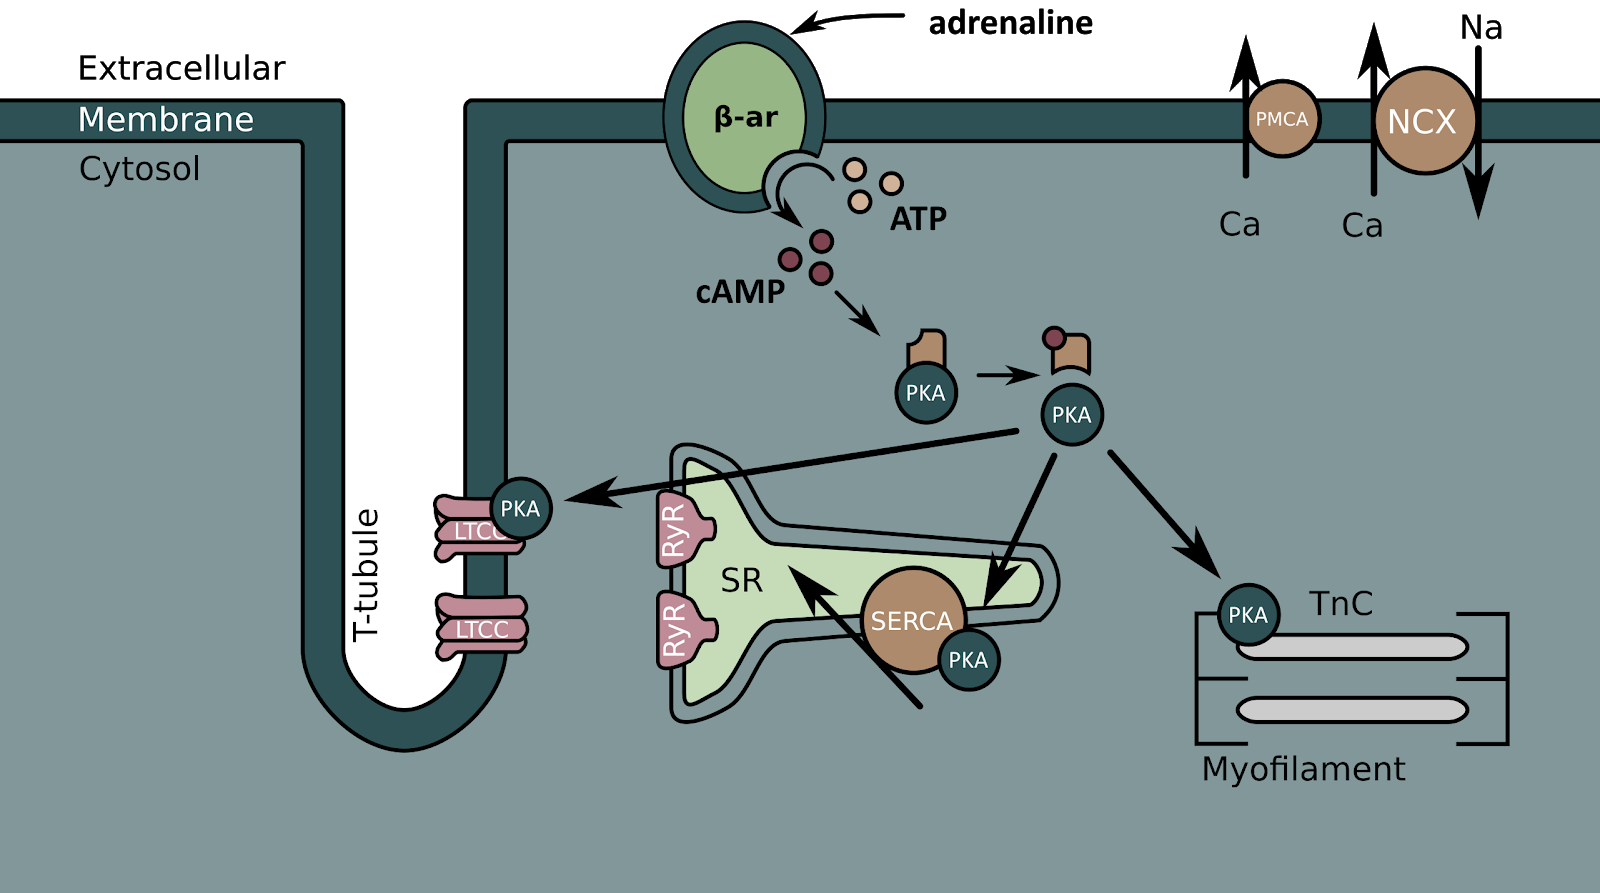 adrenaline
Na
Extracellular
Membrane
Cytosol
β-ar
PMCA
NCX
ATP
Ca
Ca
cAMP
PKA
PKA
PKA
LTCC
T-tubule
RyR
SR
SERCA
PKA
LTCC
RyR
PKA
TnC
Myofilament